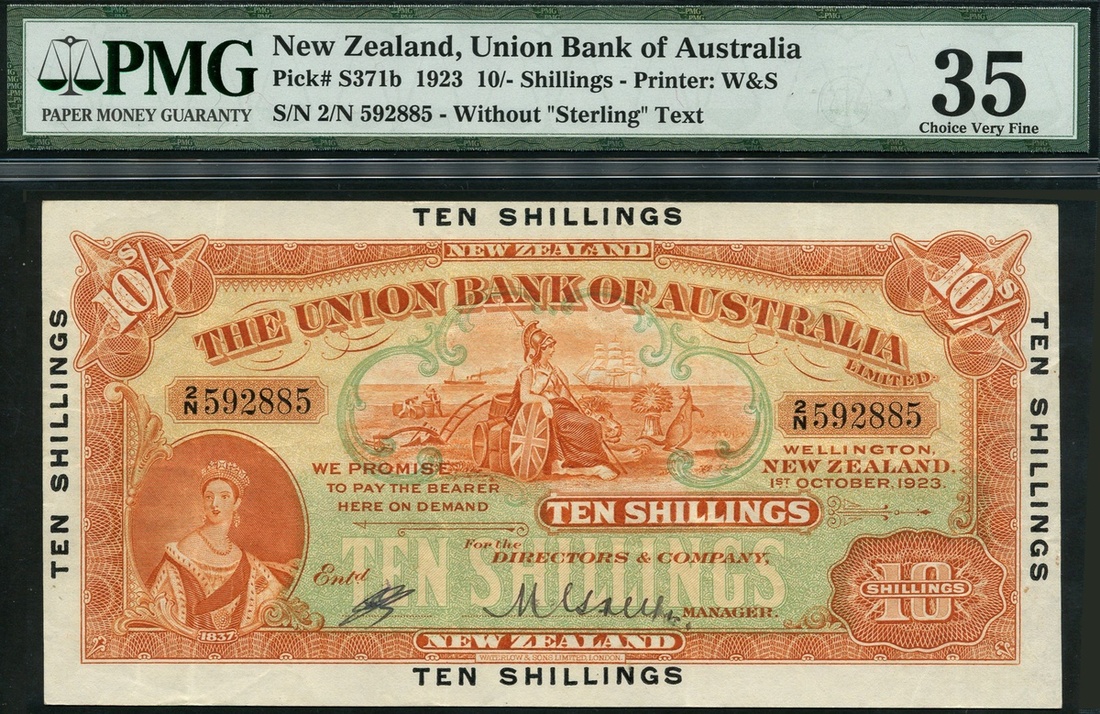 PMG
PAPER MONEY GUARANTY
New Zealand, Union Bank of Australia
Pick# S371b 1923 10/- Shillings - Printer: W&S
S/N 2/N 592885 - Without "Sterling" Text
35
Choice Very Fine
TEN SHILLINGS
NEW ZEALAND
10s/-
10s/-
THE UNION BANK OF AUSTRALIA
LIMITED.
2/N 592885
2/N 592885
TEN SHILLINGS
TEN SHILLINGS
WELLINGTON,
NEW ZEALAND.
1ST OCTOBER, 1923.
WE PROMISE
TO PAY THE BEARER
HERE ON DEMAND
TEN SHILLINGS
For the
DIRECTORS & COMPANY,
TEN SHILLINGS
Entd
MANAGER.
10
SHILLINGS
1837
NEW ZEALAND
WATERLOW & SONS LIMITED, LONDON.
TEN SHILLINGS